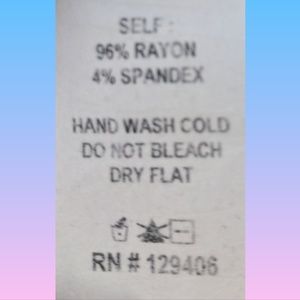 SELF:
96% RAYON
4% SPANDEX
HAND WASH COLD
DO NOT BLEACH
DRY FLAT
RN # 129406